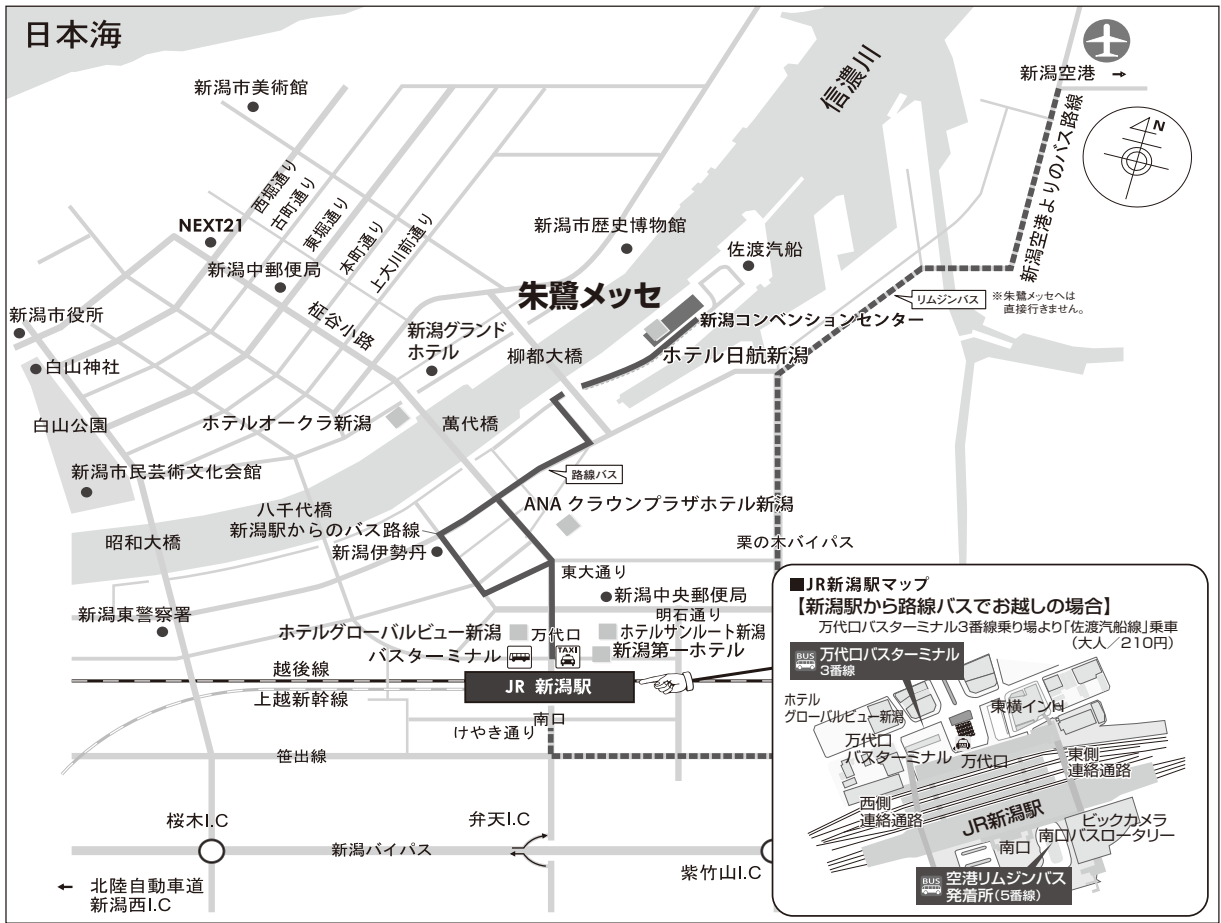 日本海
信濃川
新潟空港 →
N
新潟空港よりのバス路線
新潟市美術館
西堀通り
古町通り
東堀通り
本町通り
上大川前通り
NEXT21
新潟中郵便局
柾谷小路
新潟市歴史博物館
佐渡汽船
朱鷺メッセ
リムジンバス
※朱鷺メッセへは
直接行きません。
新潟コンベンションセンター
ホテル日航新潟
新潟市役所
白山神社
白山公園
新潟グランド
ホテル
柳都大橋
ホテルオークラ新潟
萬代橋
新潟市民芸術文化会館
路線バス
ANA クラウンプラザホテル新潟
八千代橋
新潟駅からのバス路線
新潟伊勢丹
昭和大橋
栗の木バイパス
東大通り
新潟中央郵便局
明石通り
新潟東警察署
ホテルグローバルビュー新潟
万代口
ホテルサンルート新潟
バスターミナル
TAXI
新潟第一ホテル
越後線
JR 新潟駅
上越新幹線
南口
けやき通り
笹出線
桜木I.C
弁天I.C
新潟バイパス
紫竹山I.C
← 北陸自動車道
新潟西I.C
■JR新潟駅マップ
【新潟駅から路線バスでお越しの場合】
万代口バスターミナル3番線乗り場より「佐渡汽船線」乗車
(大人/210円)
BUS 万代口バスターミナル
3番線
ホテル
グローバルビュー新潟
東横イン
万代口
バスターミナル
TAXI
万代口
東側
連絡通路
西側
連絡通路
JR新潟駅
ビックカメラ
南口バスロータリー
南口
BUS 空港リムジンバス
発着所(5番線)